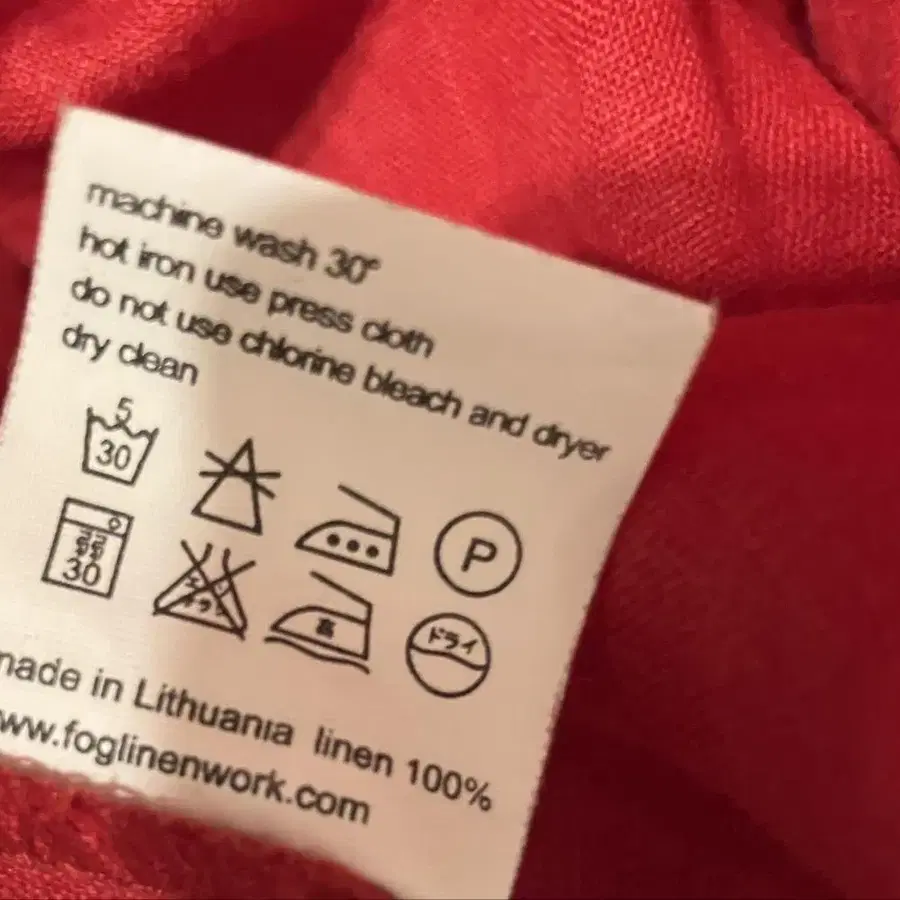 machine wash 30°
hot iron use press cloth
do not use chlorine bleach and dryer
dry clean
5
30
P
30
高
ドライ
made in Lithuania linen 100%
www.foglinenwork.com